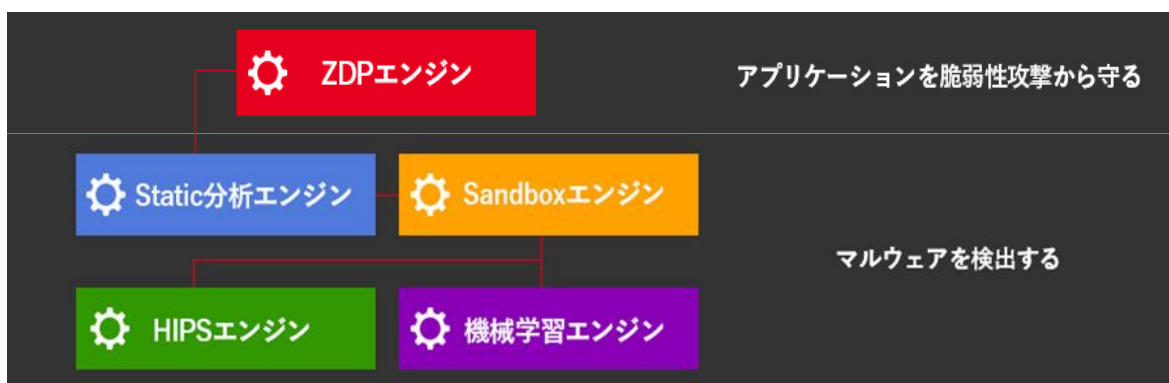 ZDPエンジン
アプリケーションを脆弱性攻撃から守る
Static分析エンジン
Sandboxエンジン
マルウェアを検出する
HIPSエンジン
機械学習エンジン